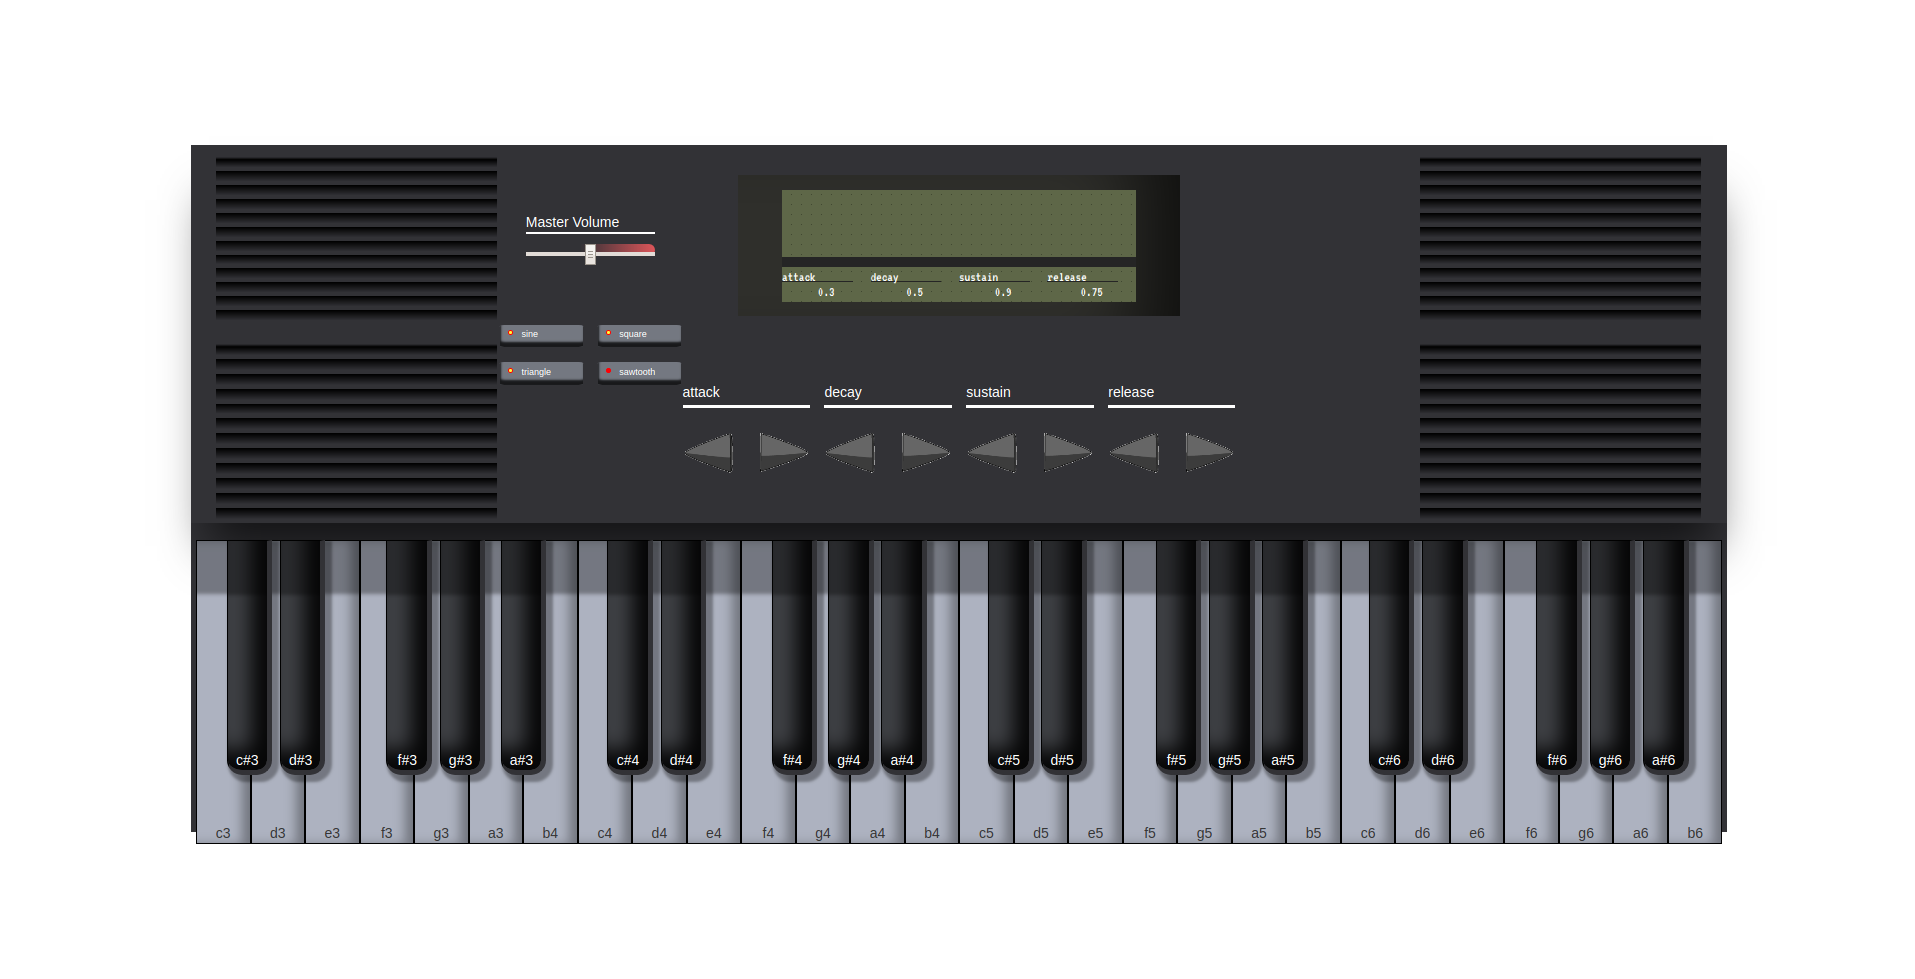 Master Volume
attack decay sustain release
0.3 0.5 0.9 0.75
sine square
triangle sawtooth
attack decay sustain release
c#3 d#3 f#3 g#3 a#3 c#4 d#4 f#4 g#4 a#4 c#5 d#5 f#5 g#5 a#5 c#6 d#6 f#6 g#6 a#6
c3 d3 e3 f3 g3 a3 b4 c4 d4 e4 f4 g4 a4 b4 c5 d5 e5 f5 g5 a5 b5 c6 d6 e6 f6 g6 a6 b6